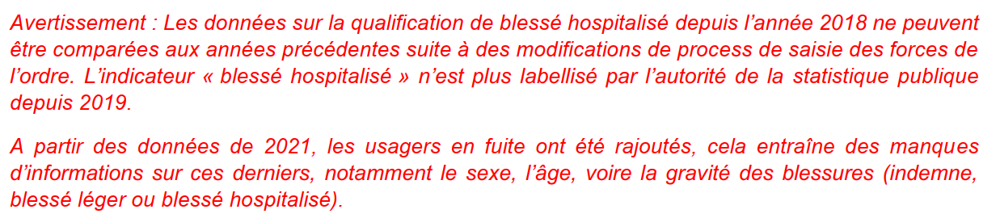 Avertissement : Les données sur la qualification de blessé hospitalisé depuis l’année 2018 ne peuvent
être comparées aux années précédentes suite à des modifications de process de saisie des forces de
l’ordre. L’indicateur « blessé hospitalisé » n’est plus labellisé par l’autorité de la statistique publique
depuis 2019.
A partir des données de 2021, les usagers en fuite ont été rajoutés, cela entraîne des manques
d’informations sur ces derniers, notamment le sexe, l’âge, voire la gravité des blessures (indemne,
blessé léger ou blessé hospitalisé).